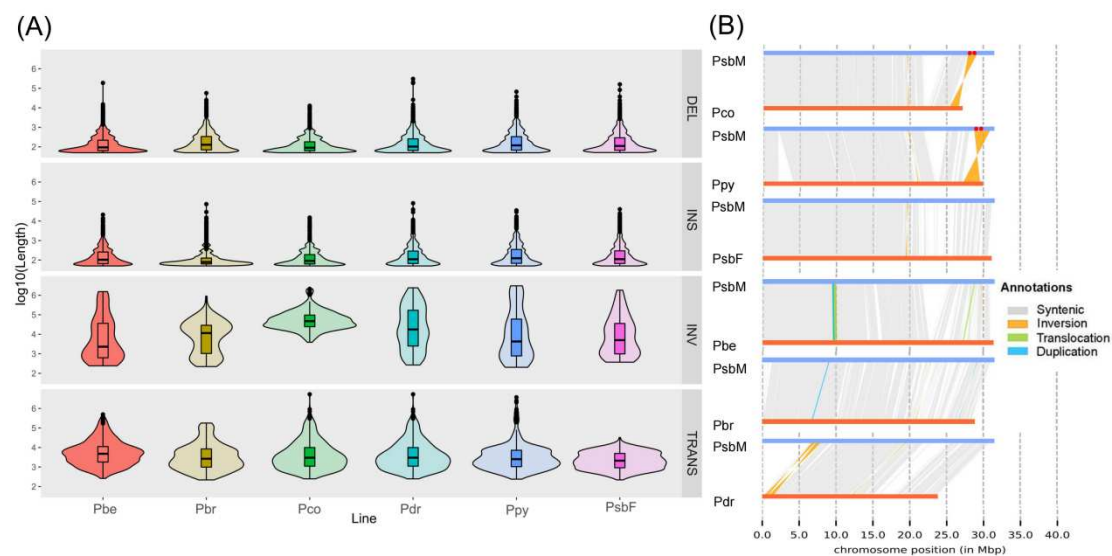 (A)
(B)
log10(Length)
6
5
4
3
2
DEL
6
5
4
3
2
INS
6
5
4
3
2
INV
6
5
4
3
2
TRANS
Pbe
Pbr
Pco
Pdr
Ppy
PsbF
Line
PsbM
Pco
PsbM
Ppy
PsbM
PsbF
PsbM
Pbe
PsbM
Pbr
PsbM
Pdr
Annotations
Syntenic
Inversion
Translocation
Duplication
0.0
5.0
10.0
15.0
20.0
25.0
30.0
35.0
40.0
chromosome position (in Mbp)